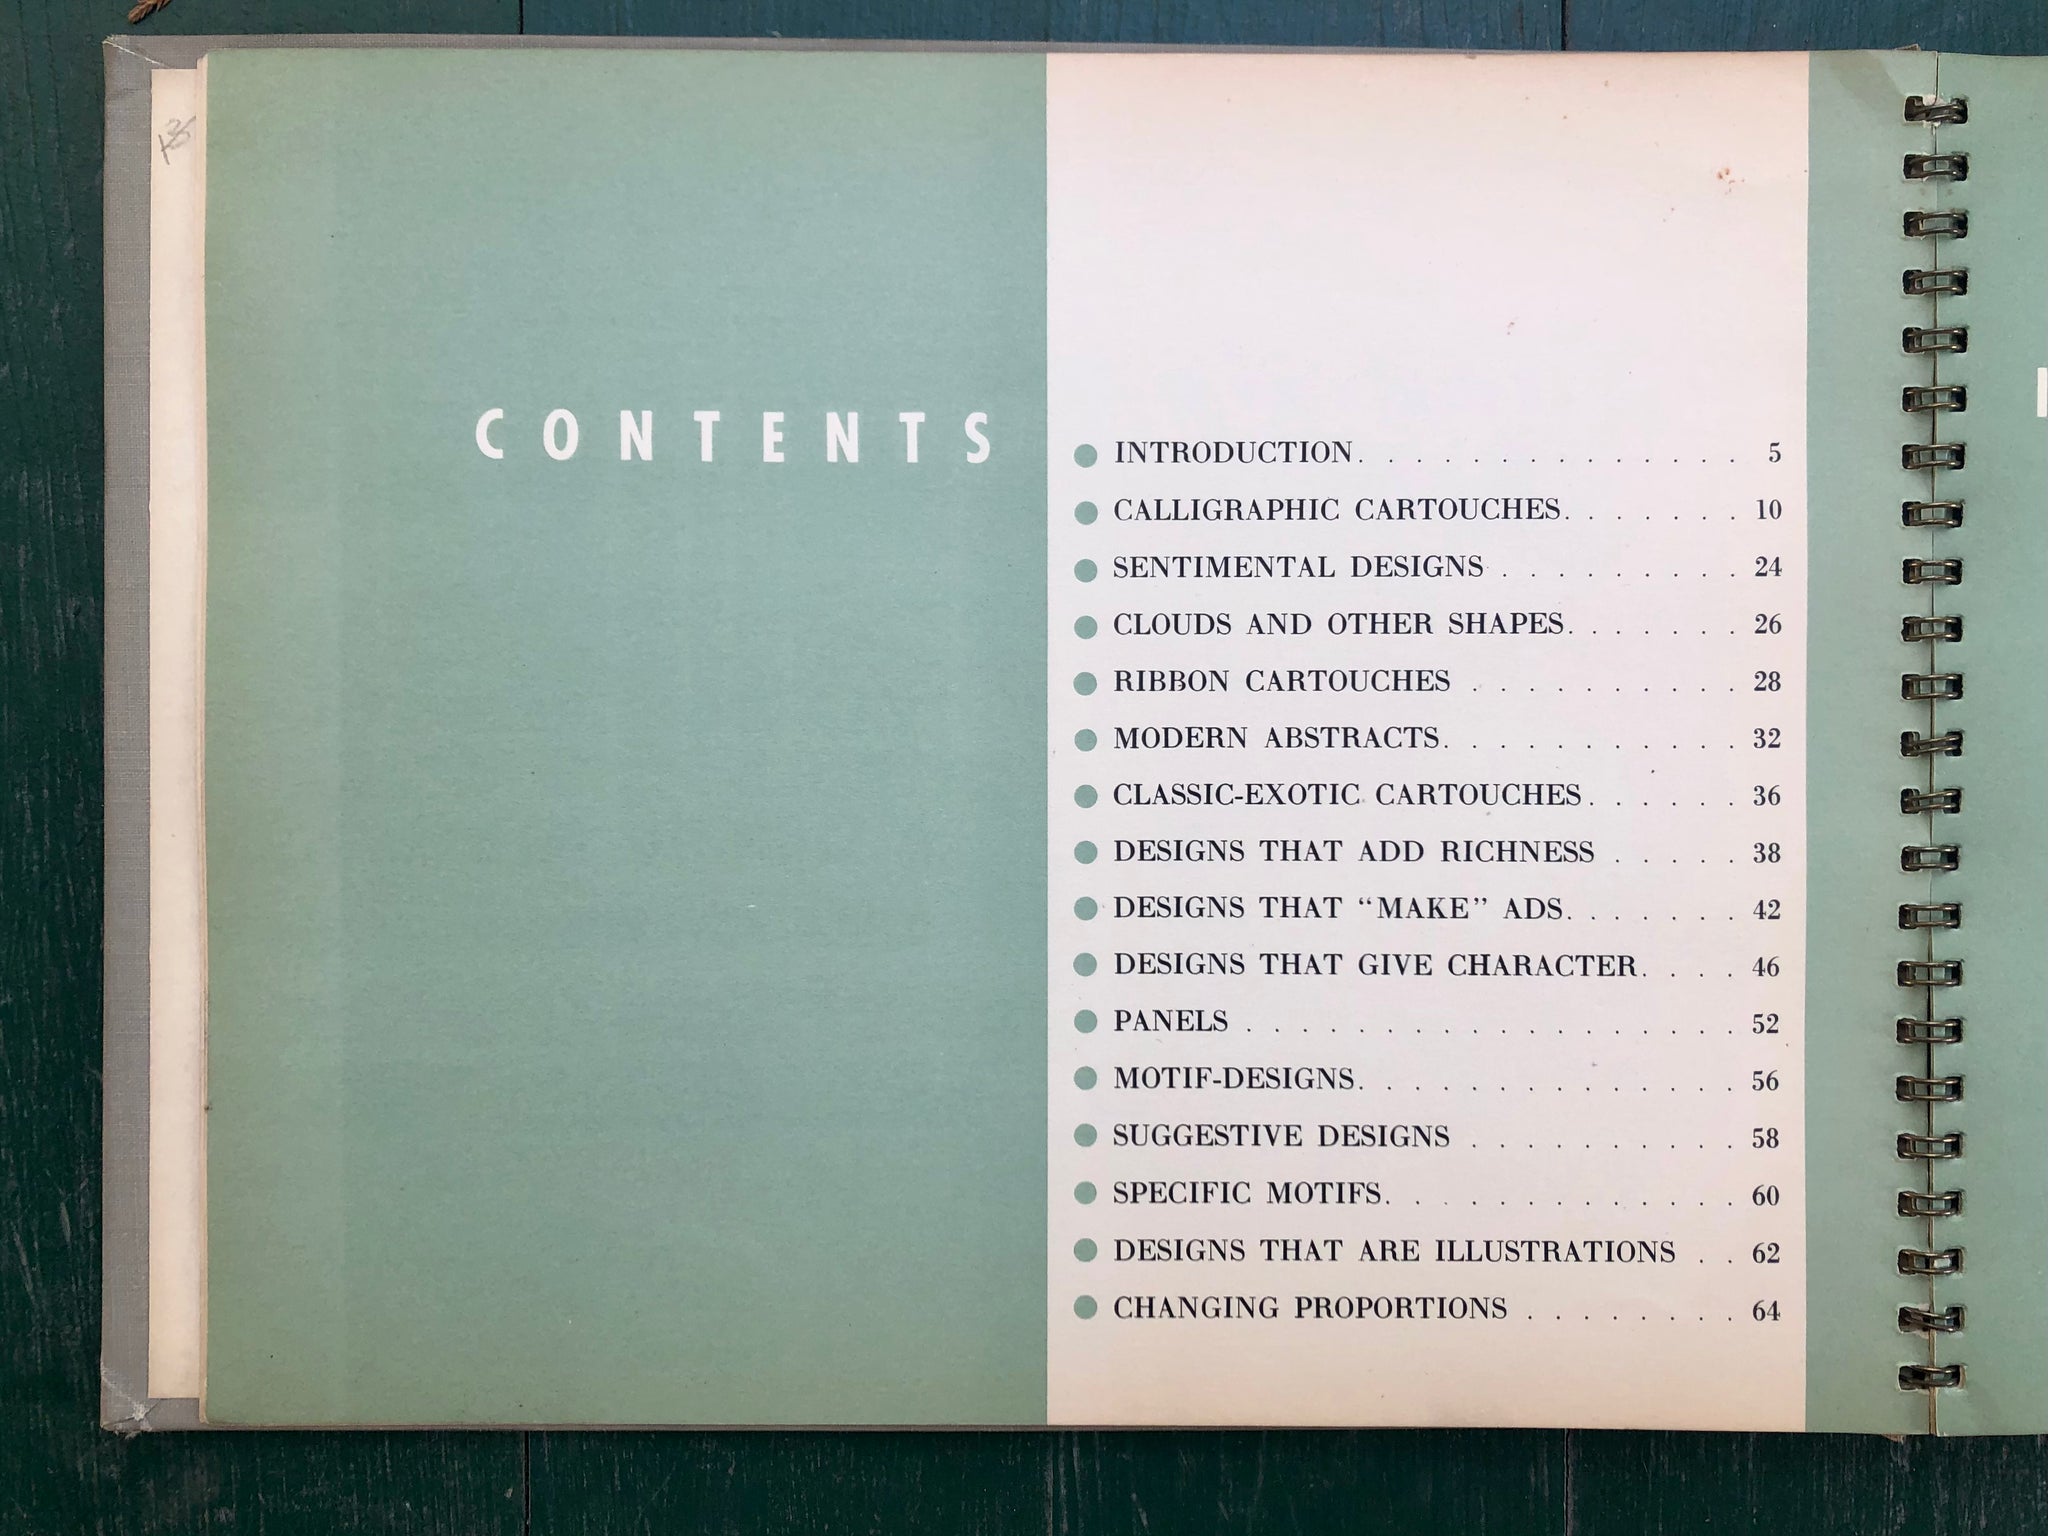 CONTENTS
INTRODUCTION. . . . . . . . . . . . . . 5
CALLIGRAPHIC CARTOUCHES. . . . . . . 10
SENTIMENTAL DESIGNS . . . . . . . . . 24
CLOUDS AND OTHER SHAPES. . . . . . . 26
RIBBON CARTOUCHES . . . . . . . . . . 28
MODERN ABSTRACTS. . . . . . . . . . . 32
CLASSIC-EXOTIC CARTOUCHES. . . . . . 36
DESIGNS THAT ADD RICHNESS . . . . . 38
DESIGNS THAT “MAKE” ADS. . . . . . . 42
DESIGNS THAT GIVE CHARACTER. . . . 46
PANELS . . . . . . . . . . . . . . . . . . 52
MOTIF-DESIGNS. . . . . . . . . . . . . . 56
SUGGESTIVE DESIGNS . . . . . . . . . . 58
SPECIFIC MOTIFS. . . . . . . . . . . . . 60
DESIGNS THAT ARE ILLUSTRATIONS . . 62
CHANGING PROPORTIONS . . . . . . . . 64